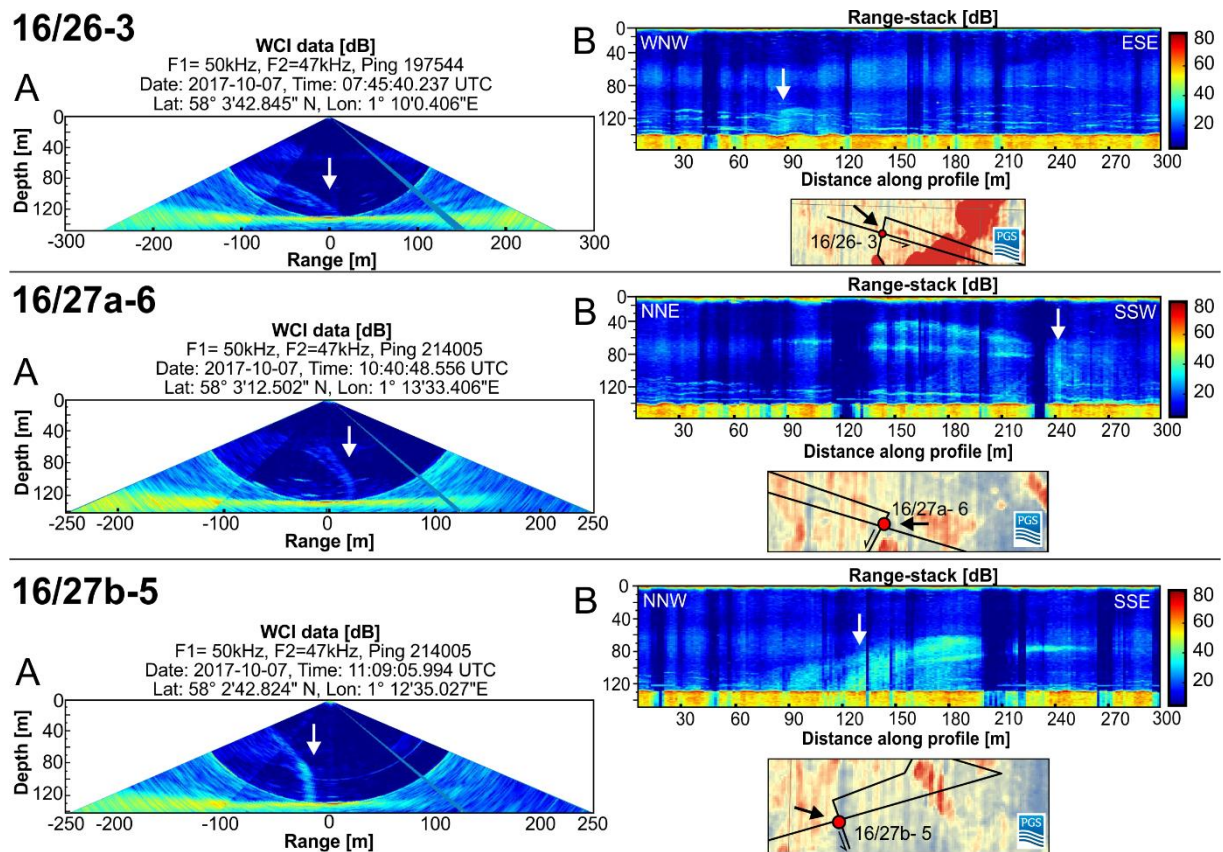 16/26-3
A
WCI data [dB]
F1= 50kHz, F2=47kHz, Ping 197544
Date: 2017-10-07, Time: 07:45:40.237 UTC
Lat: 58° 3'42.845" N, Lon: 1° 10'0.406"E
Depth [m]
0
40
80
120
-300 -200 -100 0 100 200 300
Range [m]
B
Range-stack [dB]
WNW ESE
0
40
80
120
30 60 90 120 150 180 210 240 300
Distance along profile [m]
80
60
40
20
16/26- 3
PGS
16/27a-6
A
WCI data [dB]
F1= 50kHz, F2=47kHz, Ping 214005
Date: 2017-10-07, Time: 10:40:48.556 UTC
Lat: 58° 3'12.502" N, Lon: 1° 13'33.406"E
Depth [m]
0
40
80
120
-250 -200 -100 0 100 200 250
Range [m]
B
Range-stack [dB]
NNE SSW
0
40
80
120
30 60 90 120 150 180 210 240 270 300
Distance along profile [m]
80
60
40
20
16/27a- 6
PGS
16/27b-5
A
WCI data [dB]
F1= 50kHz, F2=47kHz, Ping 214005
Date: 2017-10-07, Time: 11:09:05.994 UTC
Lat: 58° 2'42.824" N, Lon: 1° 12'35.027"E
Depth [m]
0
40
80
120
-250 -200 -100 0 100 200 250
Range [m]
B
Range-stack [dB]
NNW SSE
0
40
80
120
30 60 90 130 150 180 210 240 270 300
Distance along profile [m]
80
60
40
20
16/27b- 5
PGS